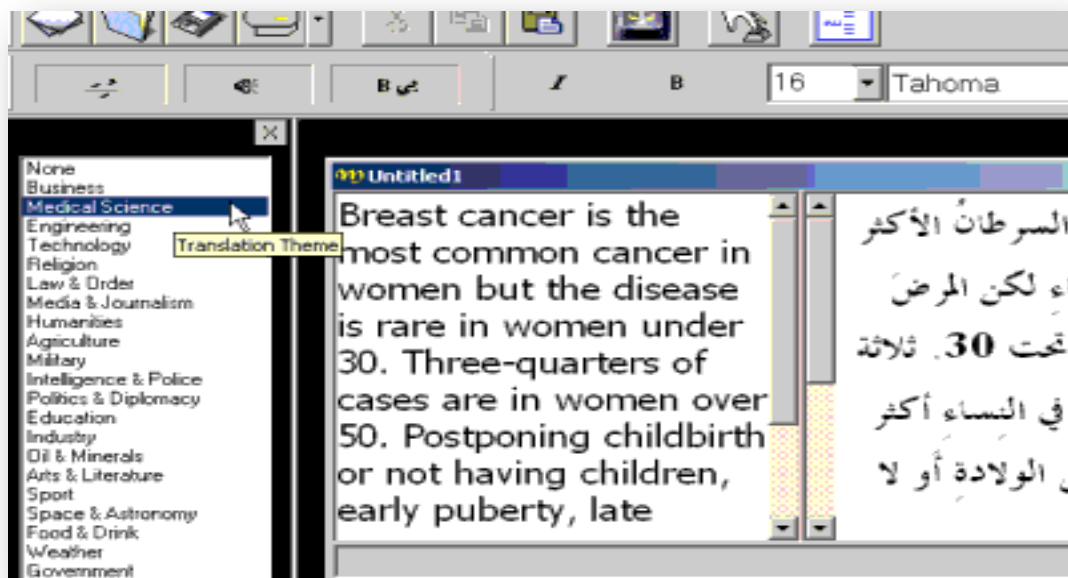 B
I
B
16
Tahoma
None
Business
Medical Science
Engineering
Technology
Religion
Law & Order
Media & Journalism
Humanities
Agriculture
Military
Intelligence & Police
Politics & Diplomacy
Education
Industry
Oil & Minerals
Arts & Literature
Sport
Space & Astronomy
Food & Drink
Weather
Government
Translation Theme
Untitled1
Breast cancer is the
most common cancer in
women but the disease
is rare in women under
30. Three-quarters of
cases are in women over
50. Postponing childbirth
or not having children,
early puberty, late
السرطانُ الأكثر
لكن المرضَ
تحت 30. ثلاثة
في النِساءِ أكثر
الولادةِ أَو لا